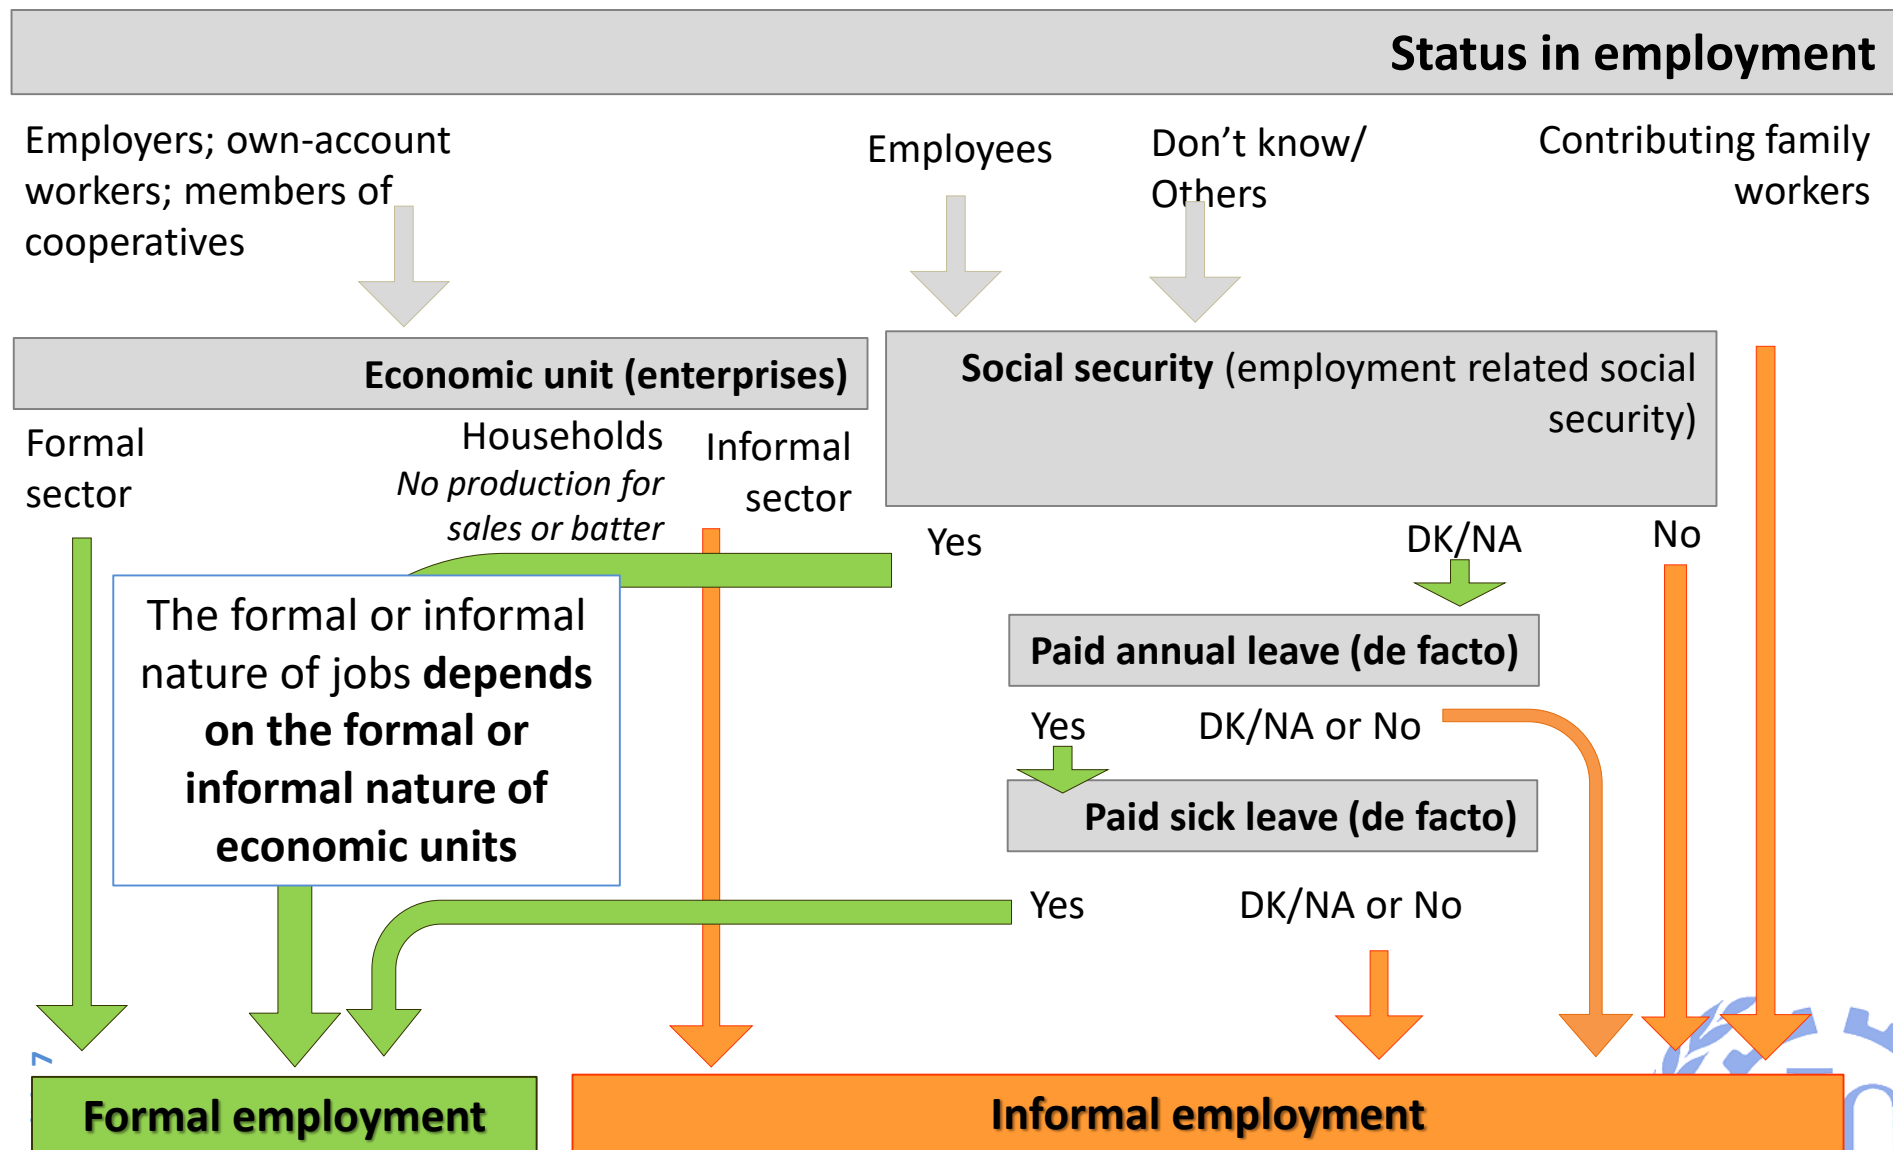 Status in employment
Employers; own-account
workers; members of
cooperatives
Employees
Don't know/
Others
Contributing family
workers
Economic unit (enterprises)
Social security (employment related social
security)
Formal
sector
Households
No production for
sales or batter
Informal
sector
Yes
DK/NA
No
The formal or informal
nature of jobs depends
on the formal or
informal nature of
economic units
Paid annual leave (de facto)
Yes
DK/NA or No
Paid sick leave (de facto)
Yes
DK/NA or No
7
Formal employment
Informal employment